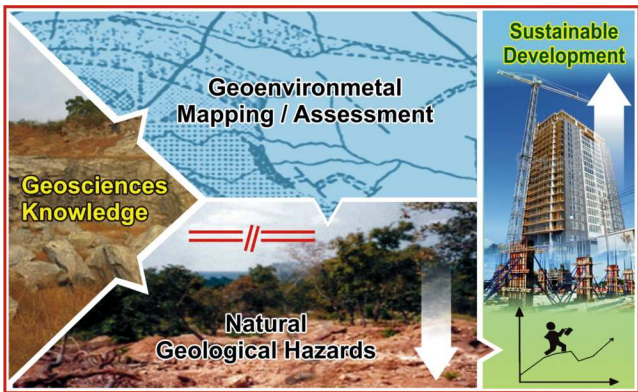 Geoenvironmetal
Mapping / Assessment
Sustainable
Development
Geosciences
Knowledge
Natural
Geological Hazards